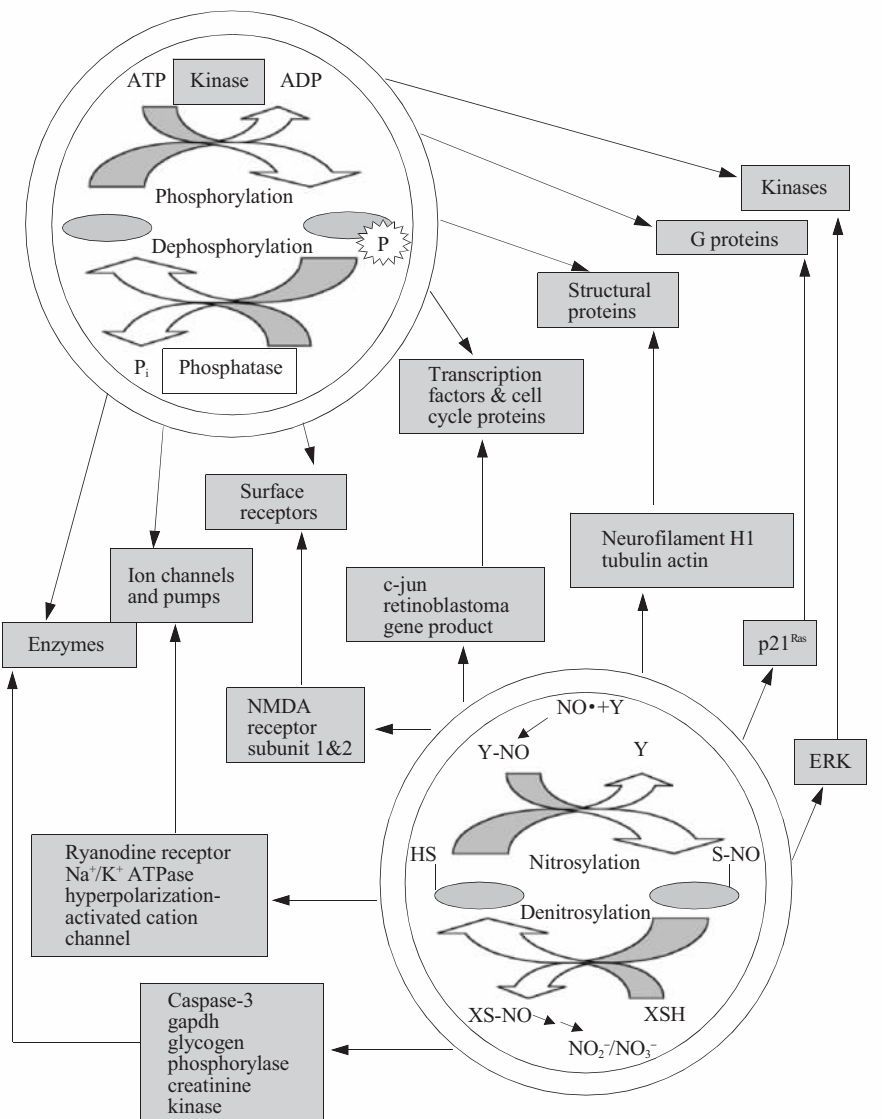 ATP Kinase ADP
Phosphorylation
Dephosphorylation
P
Pᵢ Phosphatase
Kinases
G proteins
Structural
proteins
Transcription
factors & cell
cycle proteins
Surface
receptors
Ion channels
and pumps
Enzymes
Neurofilament H1
tubulin actin
c-jun
retinoblastoma
gene product
p21ᴿᵃˢ
NMDA
receptor
subunit 1&2
ERK
Ryanodine receptor
Na⁺/K⁺ ATPase
hyperpolarization-
activated cation
channel
Caspase-3
gapdh
glycogen
phosphorylase
creatinine
kinase
NO•+Y
Y-NO Y
HS S-NO
Nitrosylation
Denitrosylation
XS-NO XSH
NO₂⁻/NO₃⁻